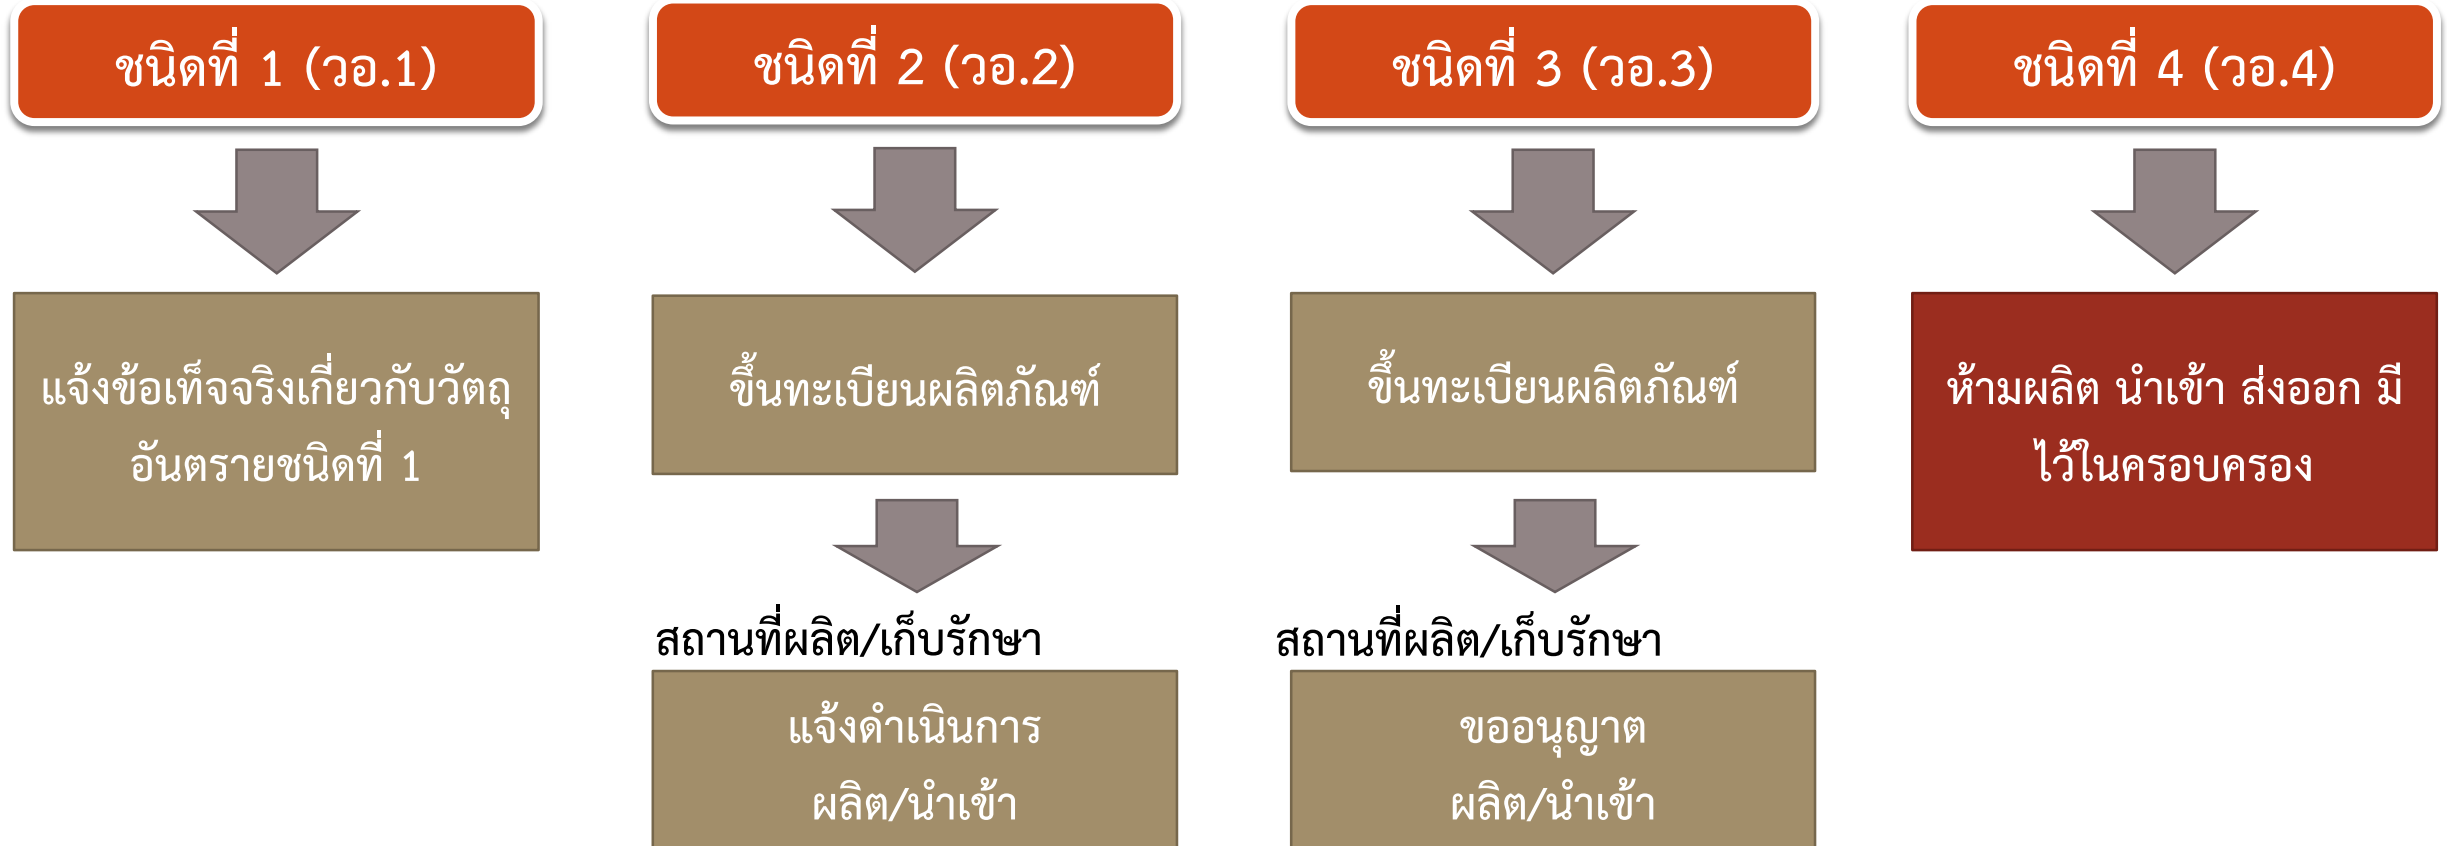 ชนิดที่ 1 (วอ.1)
แจ้งข้อเท็จจริงเกี่ยวกับวัตถุ
อันตรายชนิดที่ 1
ชนิดที่ 2 (วอ.2)
ขึ้นทะเบียนผลิตภัณฑ์
สถานที่ผลิต/เก็บรักษา
แจ้งดำเนินการ
ผลิต/นำเข้า
ชนิดที่ 3 (วอ.3)
ขึ้นทะเบียนผลิตภัณฑ์
สถานที่ผลิต/เก็บรักษา
ขออนุญาต
ผลิต/นำเข้า
ชนิดที่ 4 (วอ.4)
ห้ามผลิต นำเข้า ส่งออก มี
ไว้ในครอบครอง